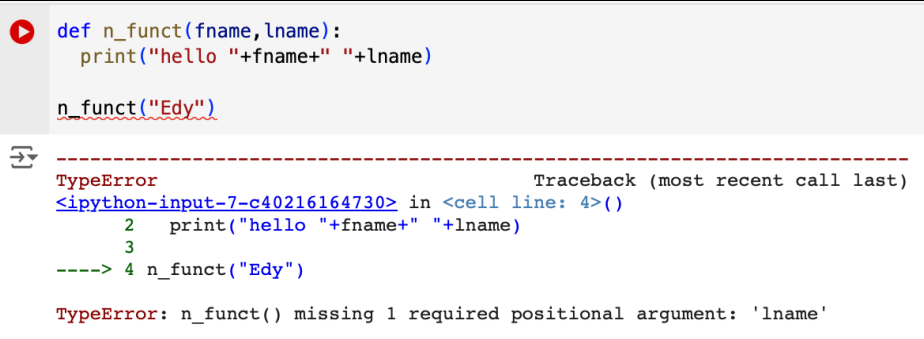 def n_funct(fname,lname):
  print("hello "+fname+" "+lname)
n_funct("Edy")
---------------------------------------------------------------------------
TypeError                                 Traceback (most recent call last)
<ipython-input-7-c40216164730> in <cell line: 4>()
      2   print("hello "+fname+" "+lname)
      3
----> 4 n_funct("Edy")
TypeError: n_funct() missing 1 required positional argument: 'lname'